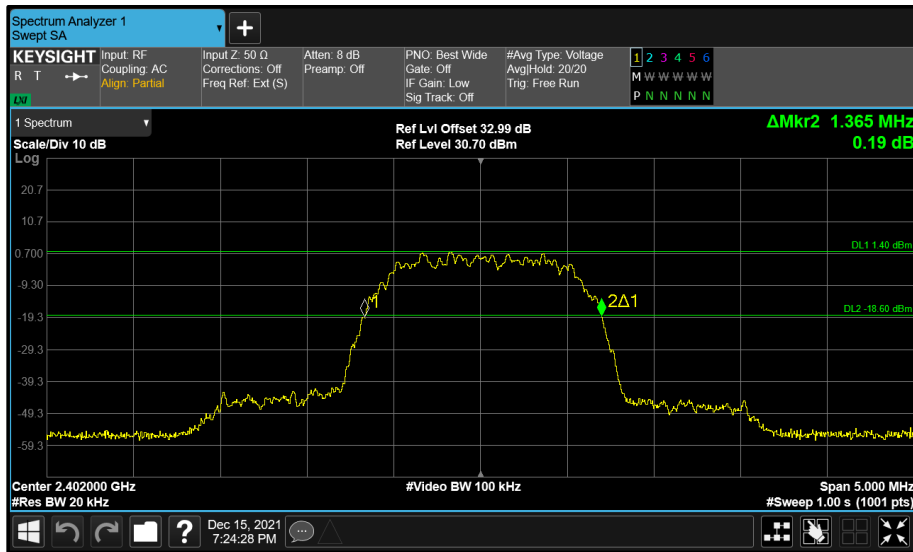 Spectrum Analyzer 1
Swept SA
KEYSIGHT
R T
LXI
Input: RF
Coupling: AC
Align: Partial
Input Z: 50 Ω
Corrections: Off
Freq Ref: Ext (S)
Atten: 8 dB
Preamp: Off
PNO: Best Wide
Gate: Off
IF Gain: Low
Sig Track: Off
#Avg Type: Voltage
Avg|Hold: 20/20
Trig: Free Run
1 2 3 4 5 6
M W W W W W
P N N N N N
1 Spectrum
Scale/Div 10 dB
Log
Ref Lvl Offset 32.99 dB
Ref Level 30.70 dBm
ΔMkr2 1.365 MHz
0.19 dB
20.7
10.7
0.700
DL1 1.40 dBm
-9.30
1
2Δ1
-19.3
DL2 -18.60 dBm
-29.3
-39.3
-49.3
-59.3
Center 2.402000 GHz
#Video BW 100 kHz
Span 5.000 MHz
#Res BW 20 kHz
#Sweep 1.00 s (1001 pts)
?
Dec 15, 2021
7:24:28 PM